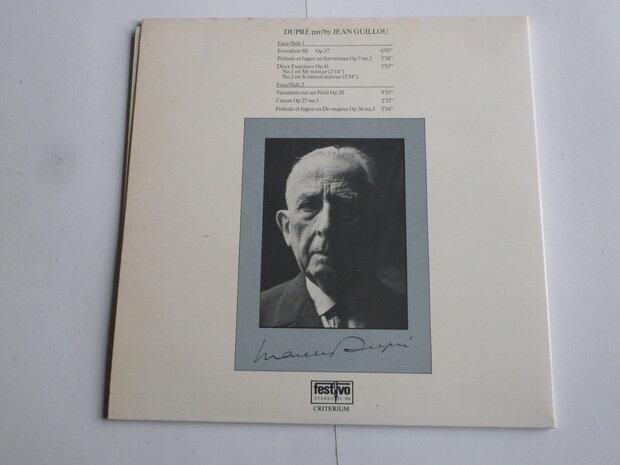 DUPRÉ par/by JEAN GUILLOU
Face/Side 1
Evocation III Op.37 6'03"
Prélude et fugue en Sol mineur Op.7 no.3 5'18"
Deux Esquisses Op.41 5'53"
No.1 en Mi mineur (2'14")
No.2 en Si bémol mineur (3'34")
Face/Side 2
Variations sur un Noël Op.20 9'55"
Canon Op.27 no.5 2'32"
Prélude et fugue en Do majeur Op.36 no.3 5'54"
Marcel Dupré
festivo
STEREO
CRITERIUM